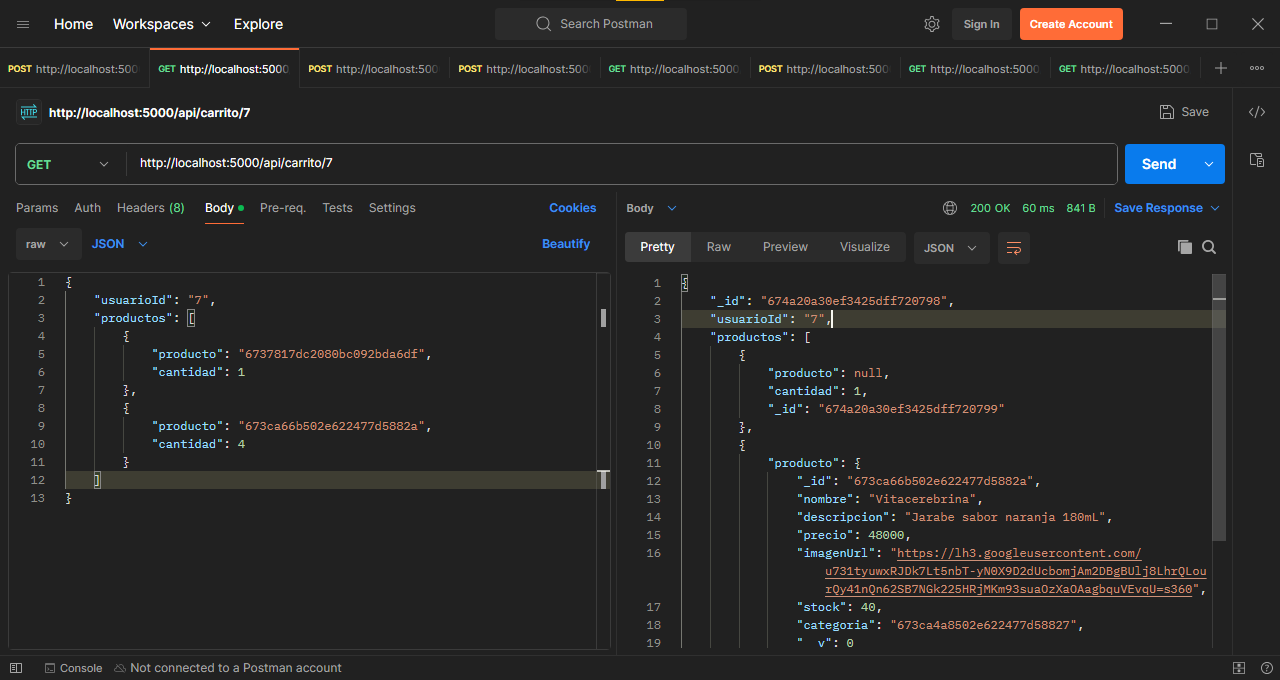 Home Workspaces Explore Search Postman Sign In Create Account
POST http://localhost:500 GET http://localhost:5000 POST http://localhost:500 POST http://localhost:500 GET http://localhost:5000 POST http://localhost:500 GET http://localhost:5000 GET http://localhost:5000
HTTP http://localhost:5000/api/carrito/7 Save
GET http://localhost:5000/api/carrito/7 Send
Params Auth Headers (8) Body Pre-req. Tests Settings Cookies
raw JSON Beautify
1 {
2 "usuarioId": "7",
3 "productos": [
4 {
5 "producto": "6737817dc2080bc092bda6df",
6 "cantidad": 1
7 },
8 {
9 "producto": "673ca66b502e622477d5882a",
10 "cantidad": 4
11 }
12 ]
13 }
Body 200 OK 60 ms 841 B Save Response
Pretty Raw Preview Visualize JSON
1 {
2 "_id": "674a20a30ef3425dff720798",
3 "usuarioId": "7",
4 "productos": [
5 {
6 "producto": null,
7 "cantidad": 1,
8 "_id": "674a20a30ef3425dff720799"
9 },
10 {
11 "producto": {
12 "_id": "673ca66b502e622477d5882a",
13 "nombre": "Vitacerebrina",
14 "descripcion": "Jarabe sabor naranja 180mL",
15 "precio": 48000,
16 "imagenUrl": "https://lh3.googleusercontent.com/
u731tyuwxRJDk7Lt5nbT-yN0X9D2dUcbomjAm2DBgBUlj8LhrQLou
rQy41nQn62SB7NGk225HRjMKm93suaOzXaOAagbquVEvqU=s360",
17 "stock": 40,
18 "categoria": "673ca4a8502e622477d58827",
19 "__v": 0
Console Not connected to a Postman account